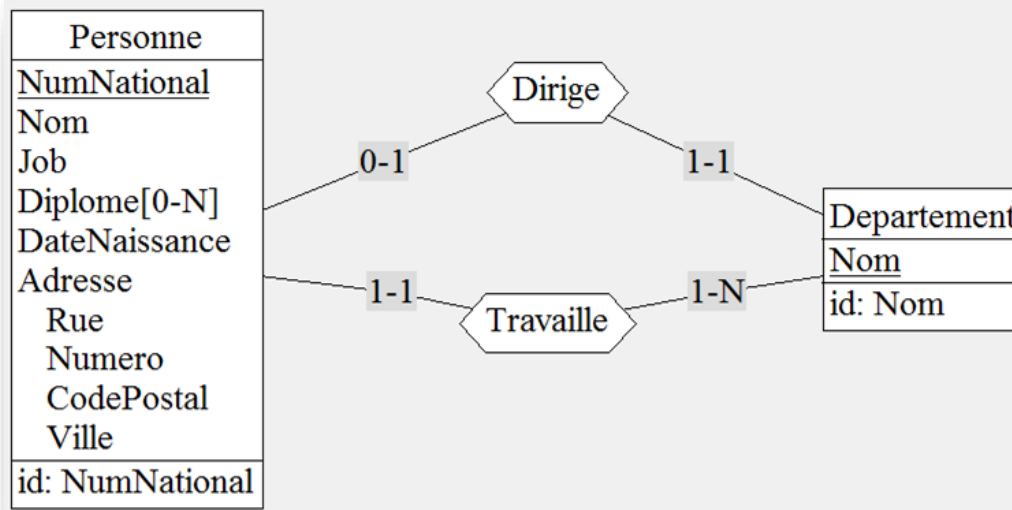 Personne
NumNational
Nom
Job
Diplome[0-N]
DateNaissance
Adresse
Rue
Numero
CodePostal
Ville
id: NumNational
Dirige
0-1
1-1
Travaille
1-1
1-N
Departement
Nom
id: Nom